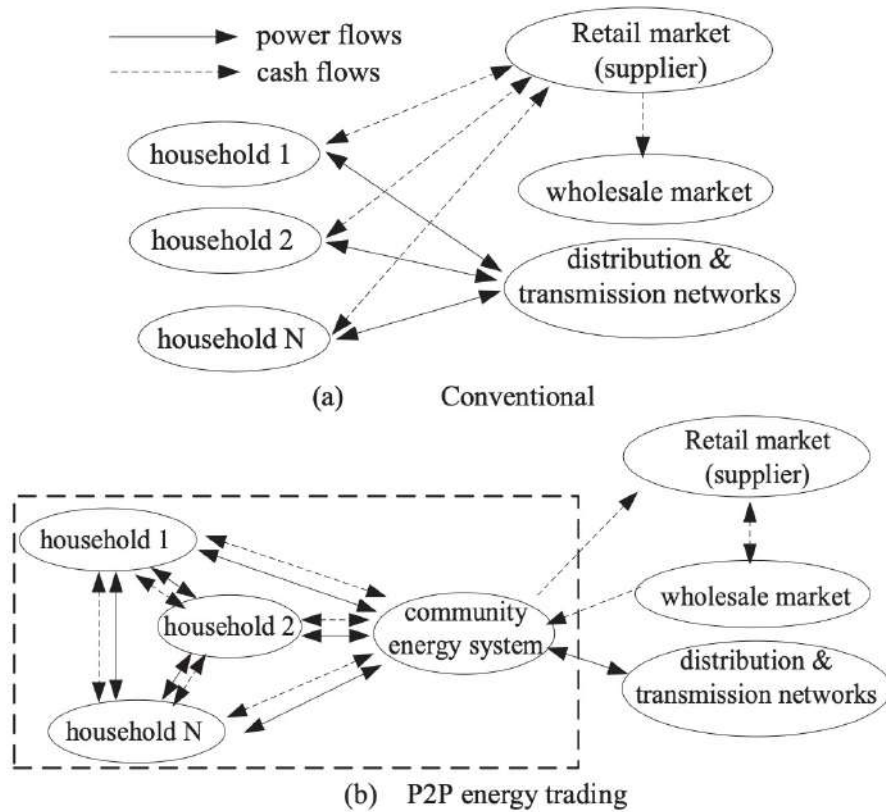 power flows
cash flows
Retail market
(supplier)
household 1
wholesale market
household 2
distribution &
transmission networks
household N
(a) Conventional
Retail market
(supplier)
household 1
wholesale market
household 2
community
energy system
distribution &
transmission networks
household N
(b) P2P energy trading